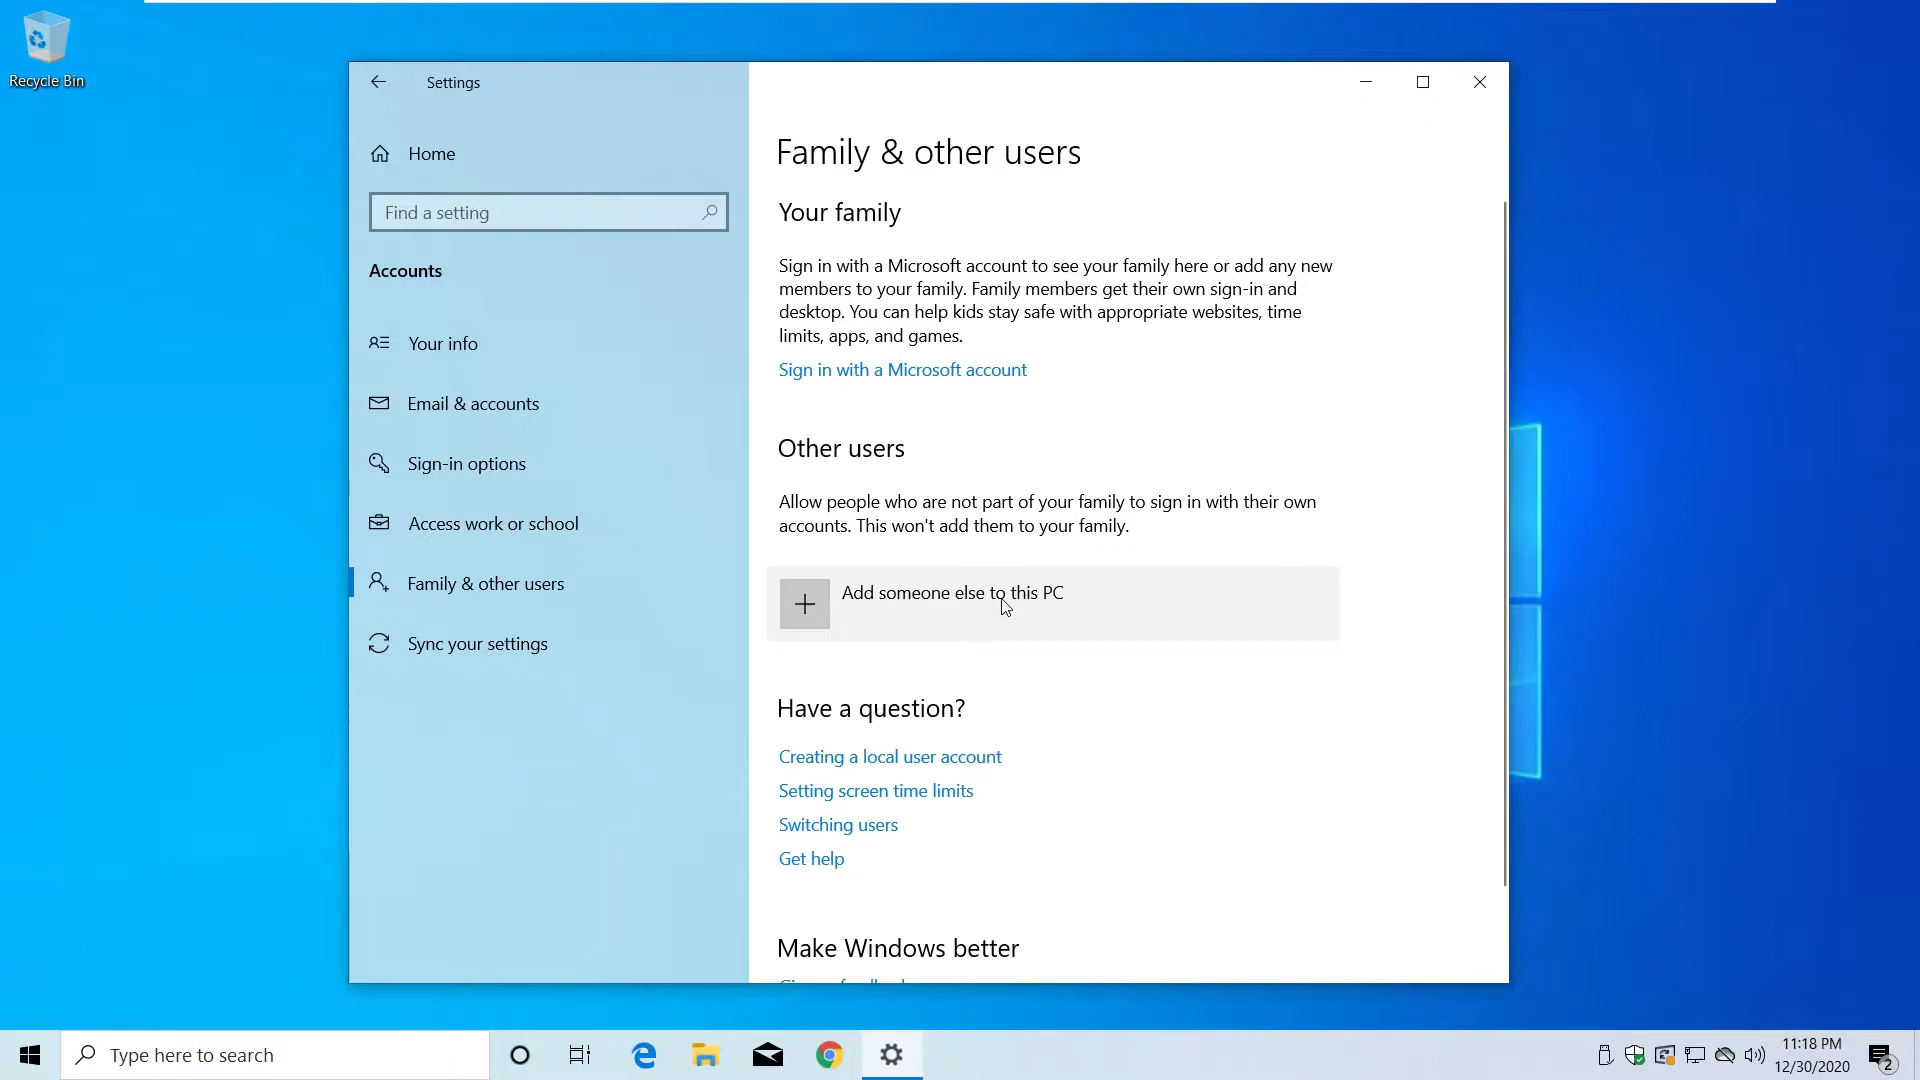 Recycle Bin
Settings
Home
Find a setting
Accounts
Your info
Email & accounts
Sign-in options
Access work or school
Family & other users
Sync your settings
Family & other users
Your family
Sign in with a Microsoft account to see your family here or add any new
members to your family. Family members get their own sign-in and
desktop. You can help kids stay safe with appropriate websites, time
limits, apps, and games.
Sign in with a Microsoft account
Other users
Allow people who are not part of your family to sign in with their own
accounts. This won't add them to your family.
Add someone else to this PC
Have a question?
Creating a local user account
Setting screen time limits
Switching users
Get help
Make Windows better
Type here to search
11:18 PM
12/30/2020
2